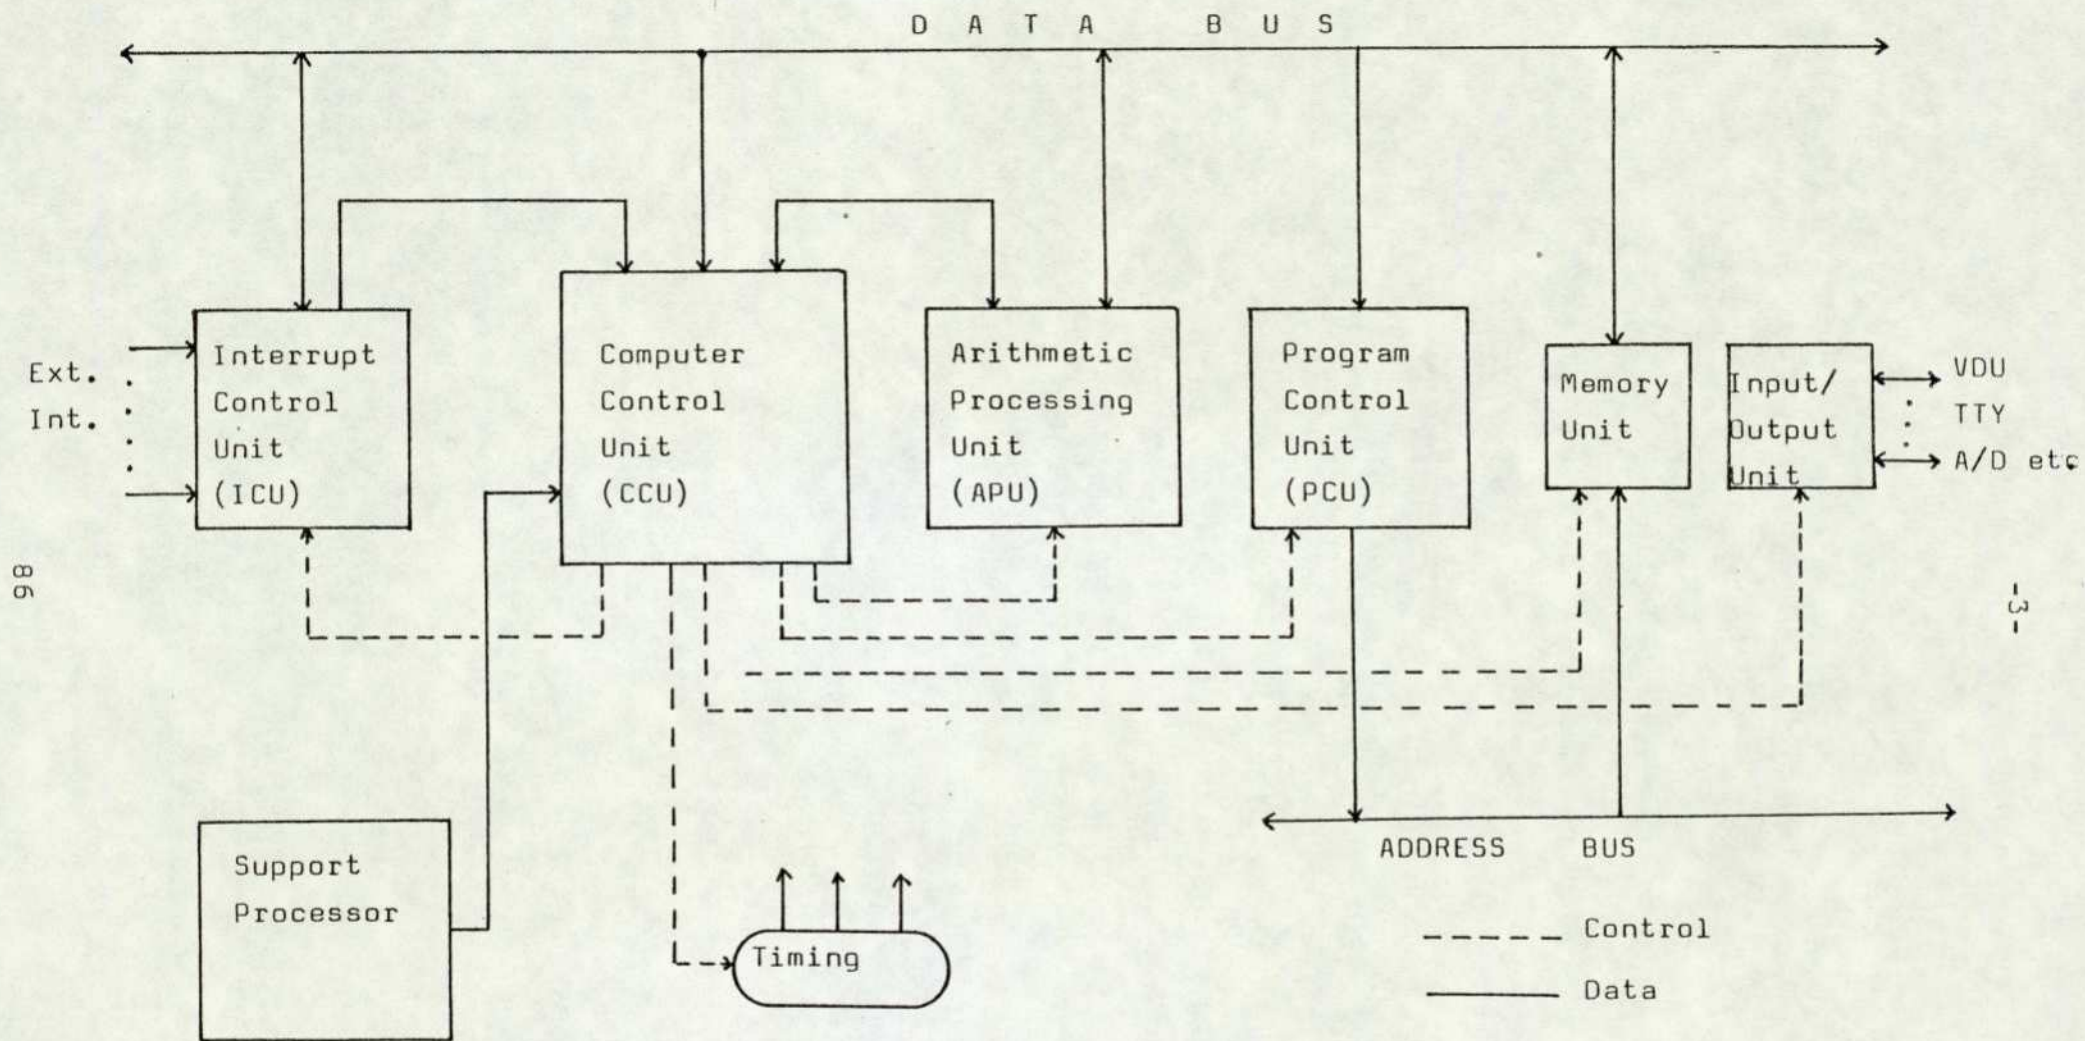 D A T A B U S
Ext.
Int.
Interrupt
Control
Unit
(ICU)
Computer
Control
Unit
(CCU)
Arithmetic
Processing
Unit
(APU)
Program
Control
Unit
(PCU)
Memory
Unit
Input/
Output
Unit
VDU
TTY
A/D etc
86
-3-
ADDRESS BUS
Support
Processor
Timing
Control
Data